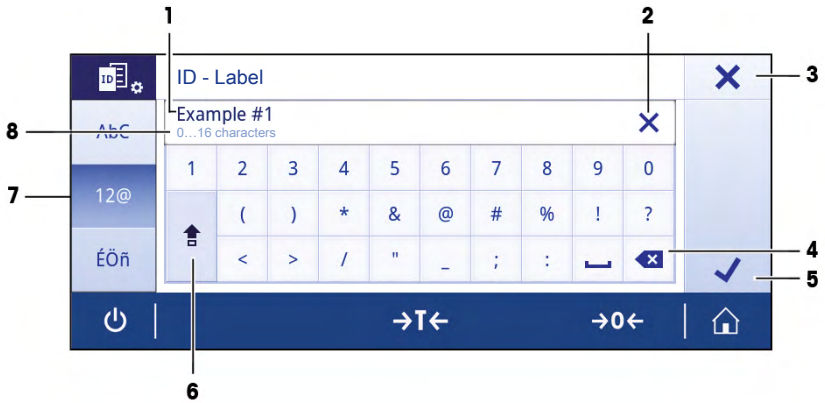 1 2
ID ID - Label 3
Example #1
8 AbC 0...16 characters
1 2 3 4 5 6 7 8 9 0
7 12@ ( ) * & @ # % ! ?
ÉÖñ < > / " _ ; : 4
5
→T← →0←
6